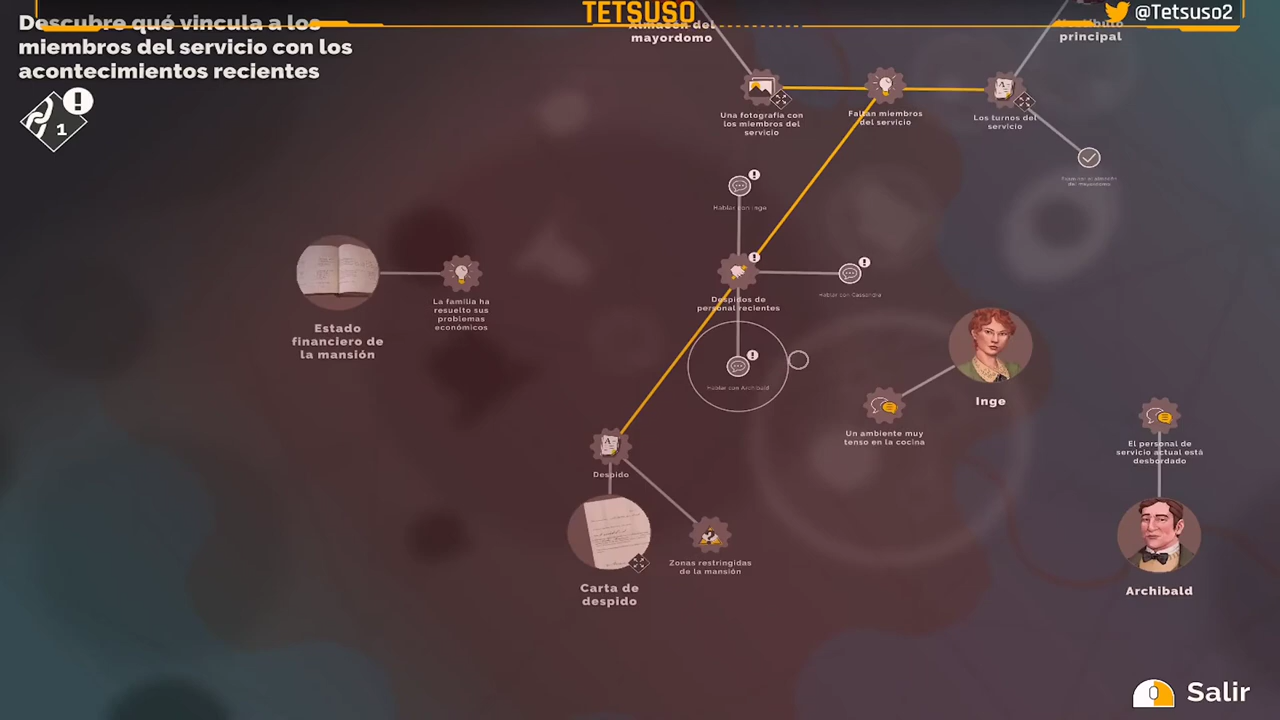 TETSUSO
@Tetsuso2
Descubre qué vincula a los
miembros del servicio con los
acontecimientos recientes
1
Almacén del
mayordomo
principal
Una fotografía con
los miembros del
servicio
Faltan miembros
del servicio
Los turnos del
servicio
del mayordomo
Hablar con Inge
Despidos de
personal recientes
Hablar con Cassandra
Hablar con Archibald
Estado
financiero de
la mansión
La familia ha
resuelto sus
problemas
económicos
Inge
Un ambiente muy
tenso en la cocina
El personal de
servicio actual está
desbordado
Archibald
Despido
Carta de
despido
Zonas restringidas
de la mansión
Salir